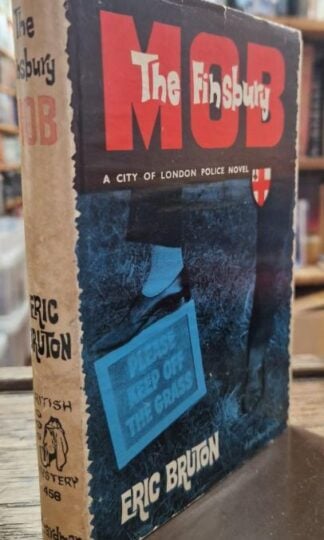 The
Finsbury
MOB
ERIC
BRUTON
BRITISH
MYSTERY
458
MOB
The Finsbury
A CITY OF LONDON POLICE NOVEL
PLEASE
KEEP OFF
THE GRASS
ERIC BRUTON